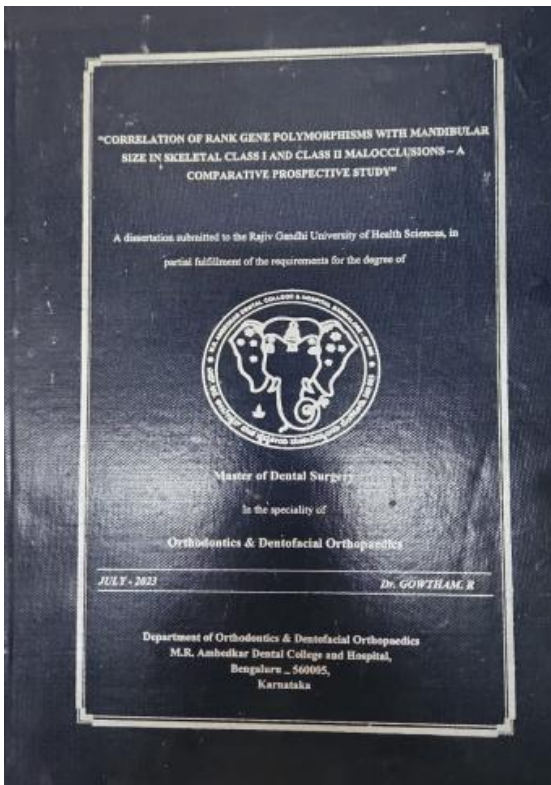 "CORRELATION OF RANK GENE POLYMORPHISMS WITH MANDIBULAR
SIZE IN SKELETAL CLASS I AND CLASS II MALOCCLUSIONS – A
COMPARATIVE PROSPECTIVE STUDY"
A dissertation submitted to the Rajiv Gandhi University of Health Sciences, in
partial fulfillment of the requirements for the degree of
DENTAL COLLEGE & HOSPITAL
Master of Dental Surgery
In the speciality of
Orthodontics & Dentofacial Orthopaedics
JULY - 2023 Dr. GOWTHAM. R
Department of Orthodontics & Dentofacial Orthopaedics
M.R. Ambedkar Dental College and Hospital,
Bengaluru _ 560005,
Karnataka